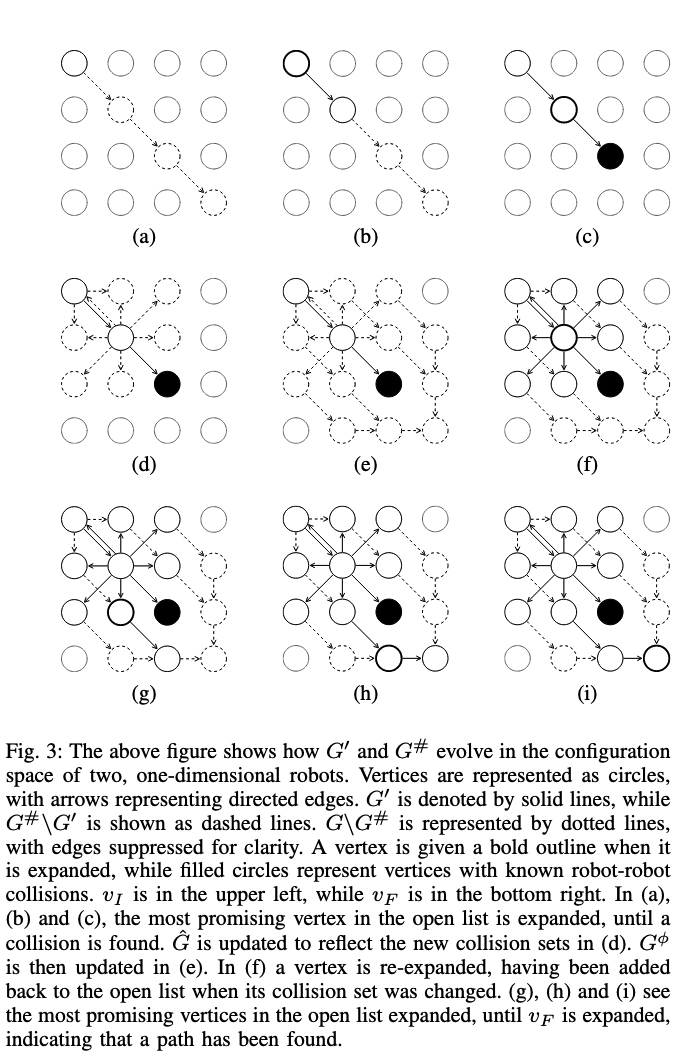 (a)
(b)
(c)
(d)
(e)
(f)
(g)
(h)
(i)
Fig. 3: The above figure shows how G′ and G# evolve in the configuration
space of two, one-dimensional robots. Vertices are represented as circles,
with arrows representing directed edges. G′ is denoted by solid lines, while
G#\G′ is shown as dashed lines. G\G# is represented by dotted lines,
with edges suppressed for clarity. A vertex is given a bold outline when it
is expanded, while filled circles represent vertices with known robot-robot
collisions. v_I is in the upper left, while v_F is in the bottom right. In (a),
(b) and (c), the most promising vertex in the open list is expanded, until a
collision is found. Ĝ is updated to reflect the new collision sets in (d). G^ϕ
is then updated in (e). In (f) a vertex is re-expanded, having been added
back to the open list when its collision set was changed. (g), (h) and (i) see
the most promising vertices in the open list expanded, until v_F is expanded,
indicating that a path has been found.